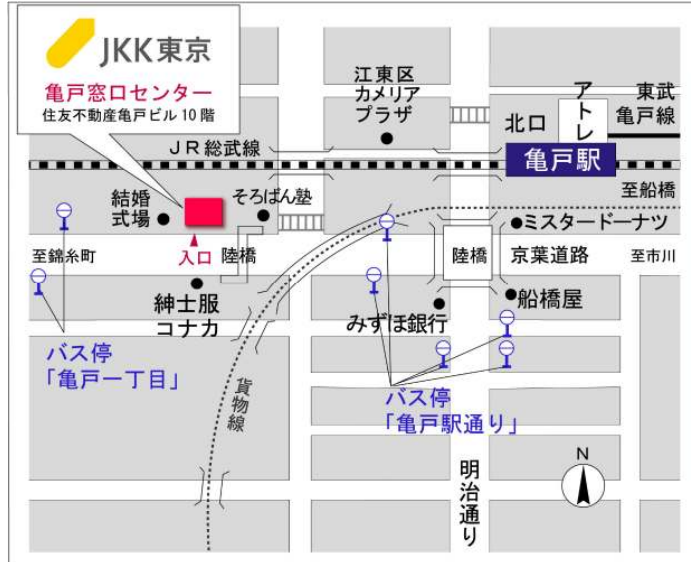 JKK東京
亀戸窓口センター
住友不動産亀戸ビル10階
江東区
カメリア
プラザ
アトレ
東武
亀戸線
北口
JR総武線
亀戸駅
至船橋
結婚
式場
そろばん塾
ミスタードーナツ
至錦糸町
入口
陸橋
陸橋
京葉道路
至市川
紳士服
コナカ
みずほ銀行
船橋屋
バス停
「亀戸一丁目」
貨物線
バス停
「亀戸駅通り」
明治通り
N